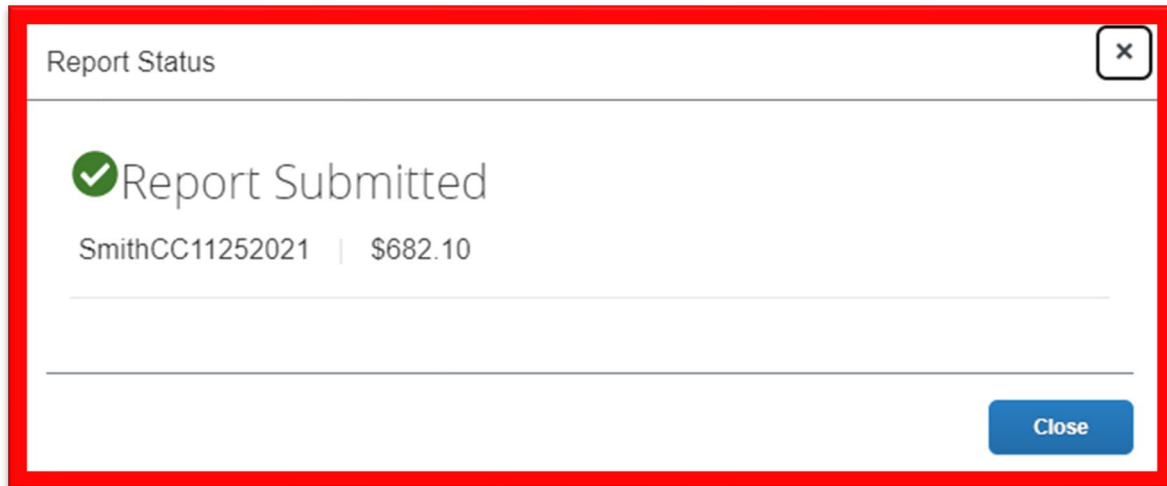 Report Status
×
Report Submitted
SmithCC11252021 | $682.10
Close